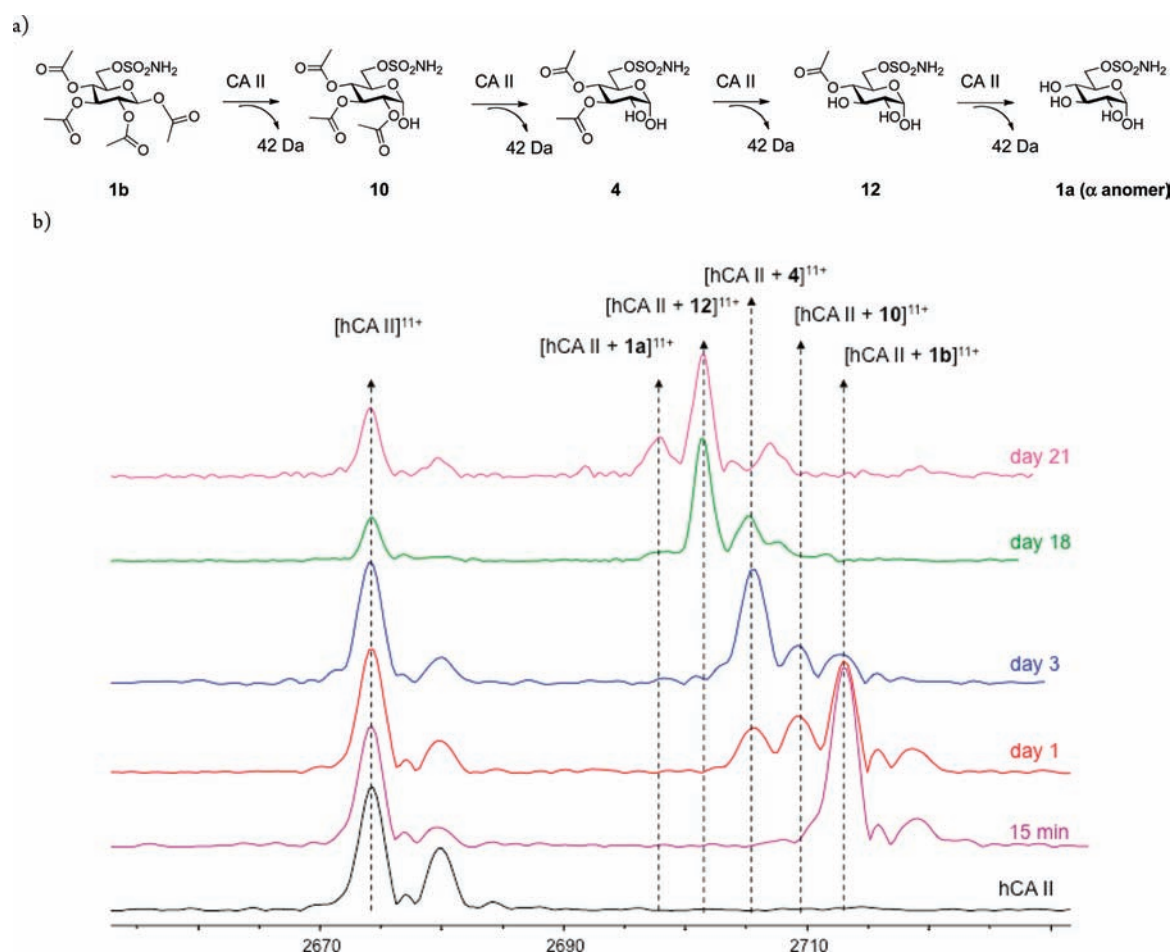 a)
OSO₂NH₂ OSO₂NH₂ OSO₂NH₂ OSO₂NH₂ OSO₂NH₂
O O O O O O O O O
CA II CA II CA II CA II
O O O O HO HO
O O O O OH O HO HO HO HO
O O O O OH OH OH
42 Da 42 Da 42 Da 42 Da
1b 10 4 12 1a (α anomer)
b)
[hCA II + 4]¹¹⁺
[hCA II + 12]¹¹⁺
[hCA II + 10]¹¹⁺
[hCA II]¹¹⁺
[hCA II + 1a]¹¹⁺
[hCA II + 1b]¹¹⁺
day 21
day 18
day 3
day 1
15 min
hCA II
2670 2690 2710